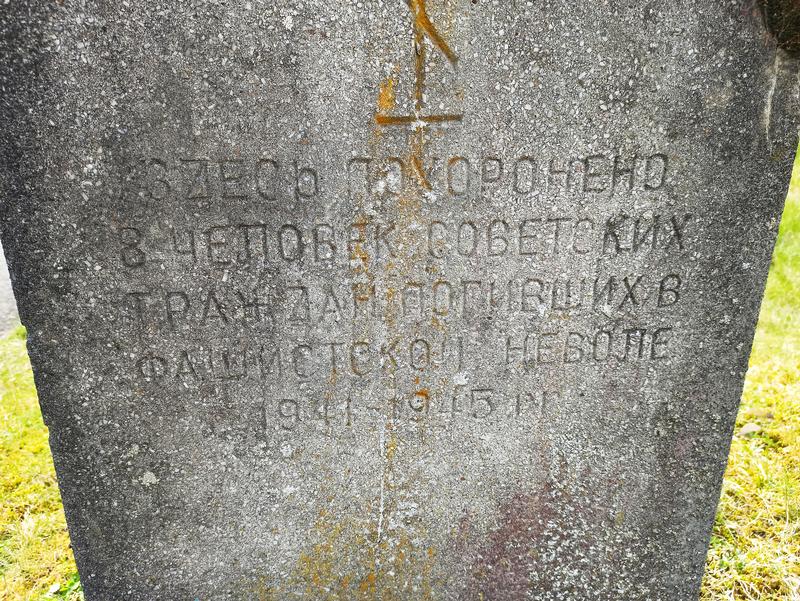 ЗДЕСЬ ПОХОРОНЕНО
8 ЧЕЛОВЕК СОВЕТСКИХ
ГРАЖДАН ПОГИБШИХ В
ФАШИСТСКОЙ НЕВОЛЕ
1941-1945 гг